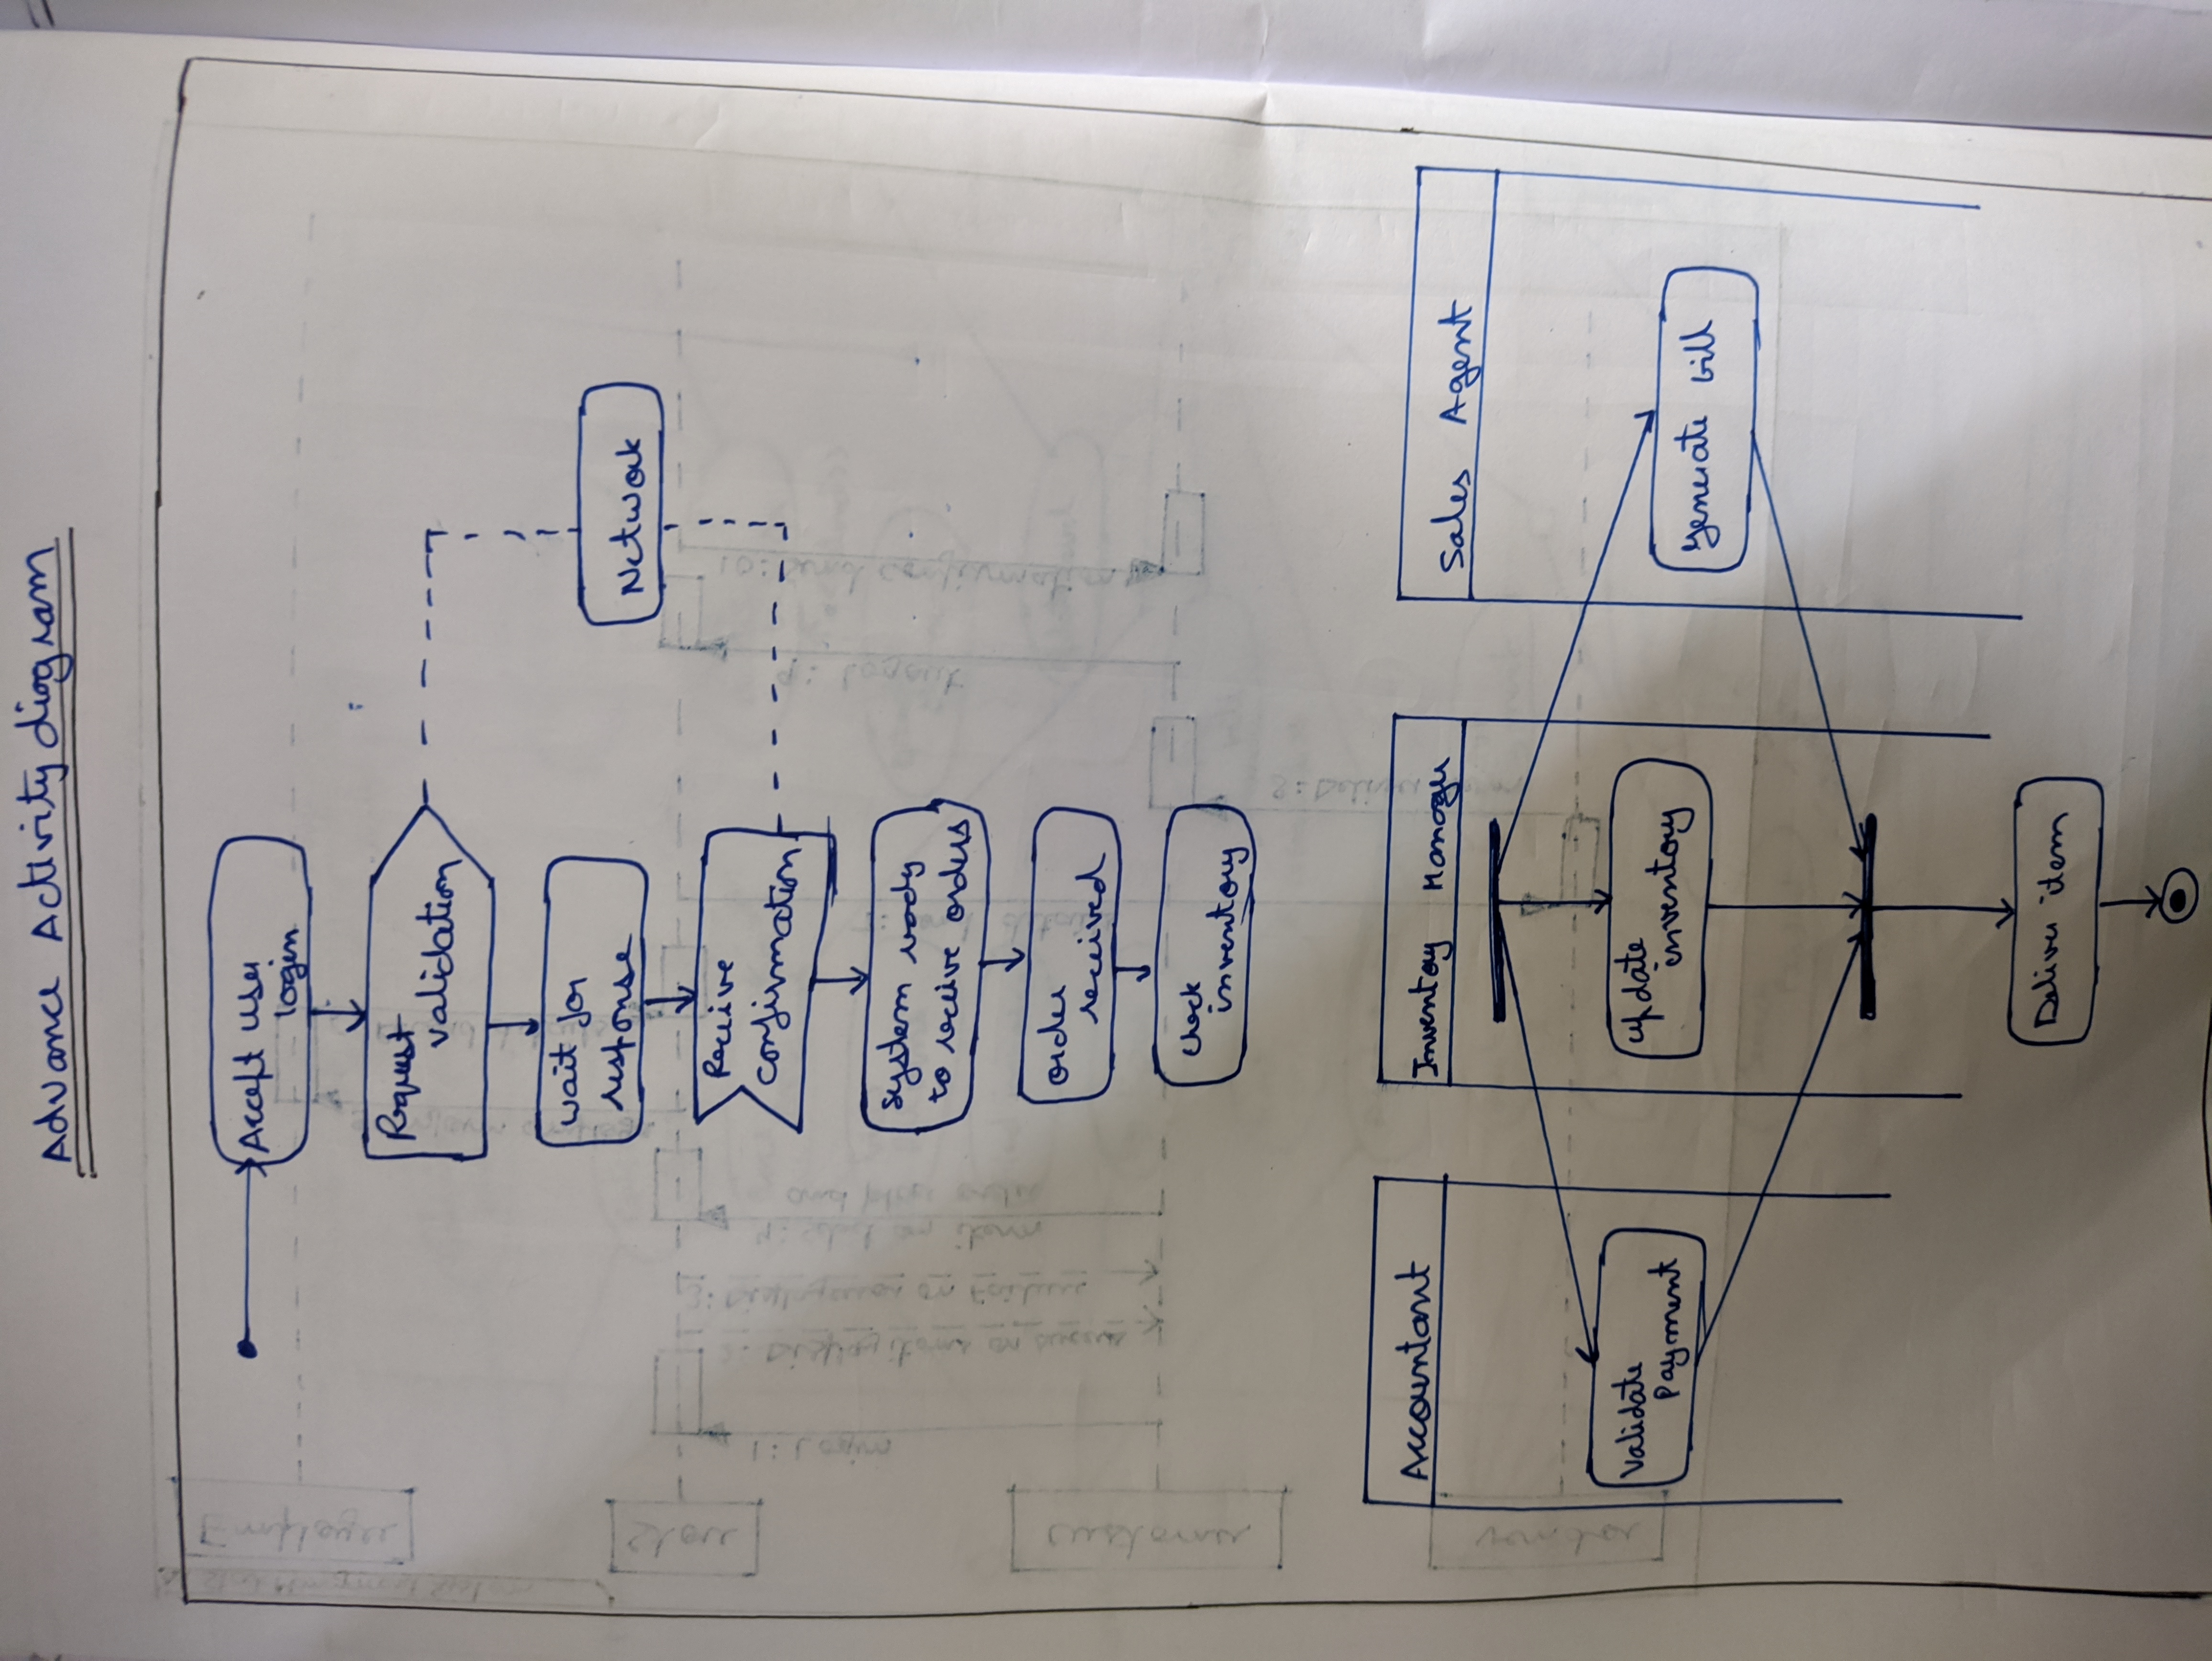 Advance Activity diagram
Accept user
login
Request
validation
wait for
response
Network
Receive
confirmation
system ready
to receive orders
order
received
check
inventory
Accountant
Inventory Manager
Sales Agent
Validate
Payment
update
inventory
generate bill
Deliver item